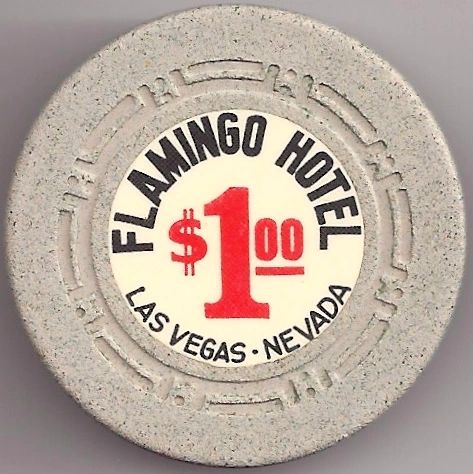 FLAMINGO HOTEL
$1.00
LAS VEGAS · NEVADA